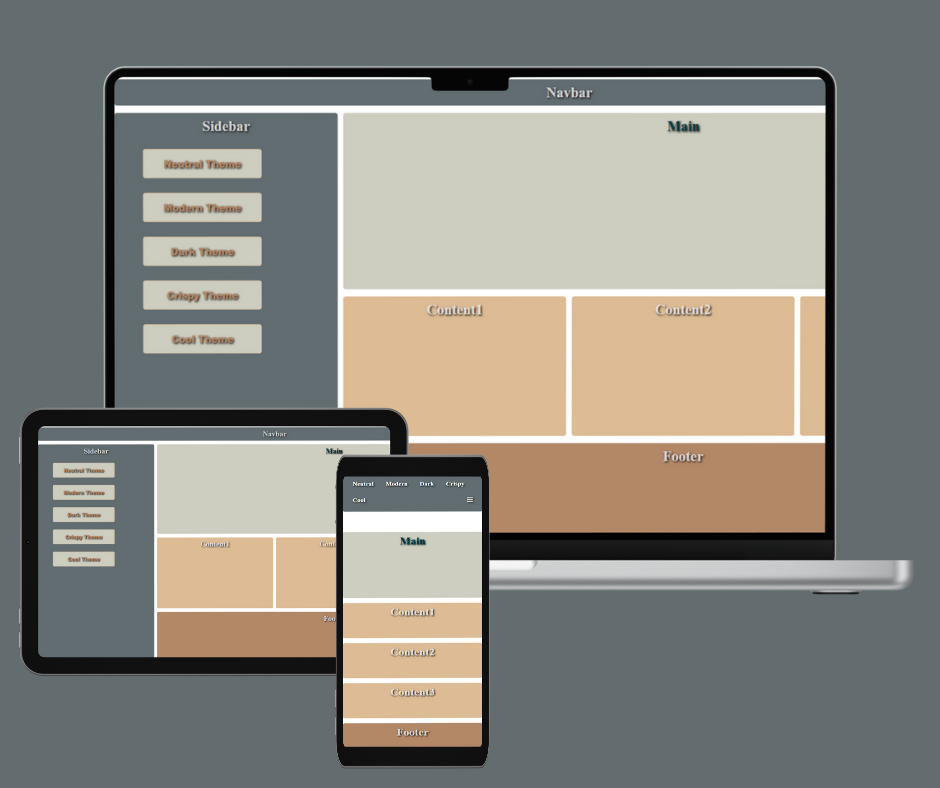 Navbar
Sidebar
Main
Neutral Theme
Modern Theme
Dark Theme
Crispy Theme
Cool Theme
Content1
Content2
Footer
Navbar
Sidebar
Main
Neutral Theme
Modern Theme
Dark Theme
Crispy Theme
Cool Theme
Content1
Con
Foo
Neutral Modern Dark Crispy
Cool
Main
Content1
Content2
Content3
Footer